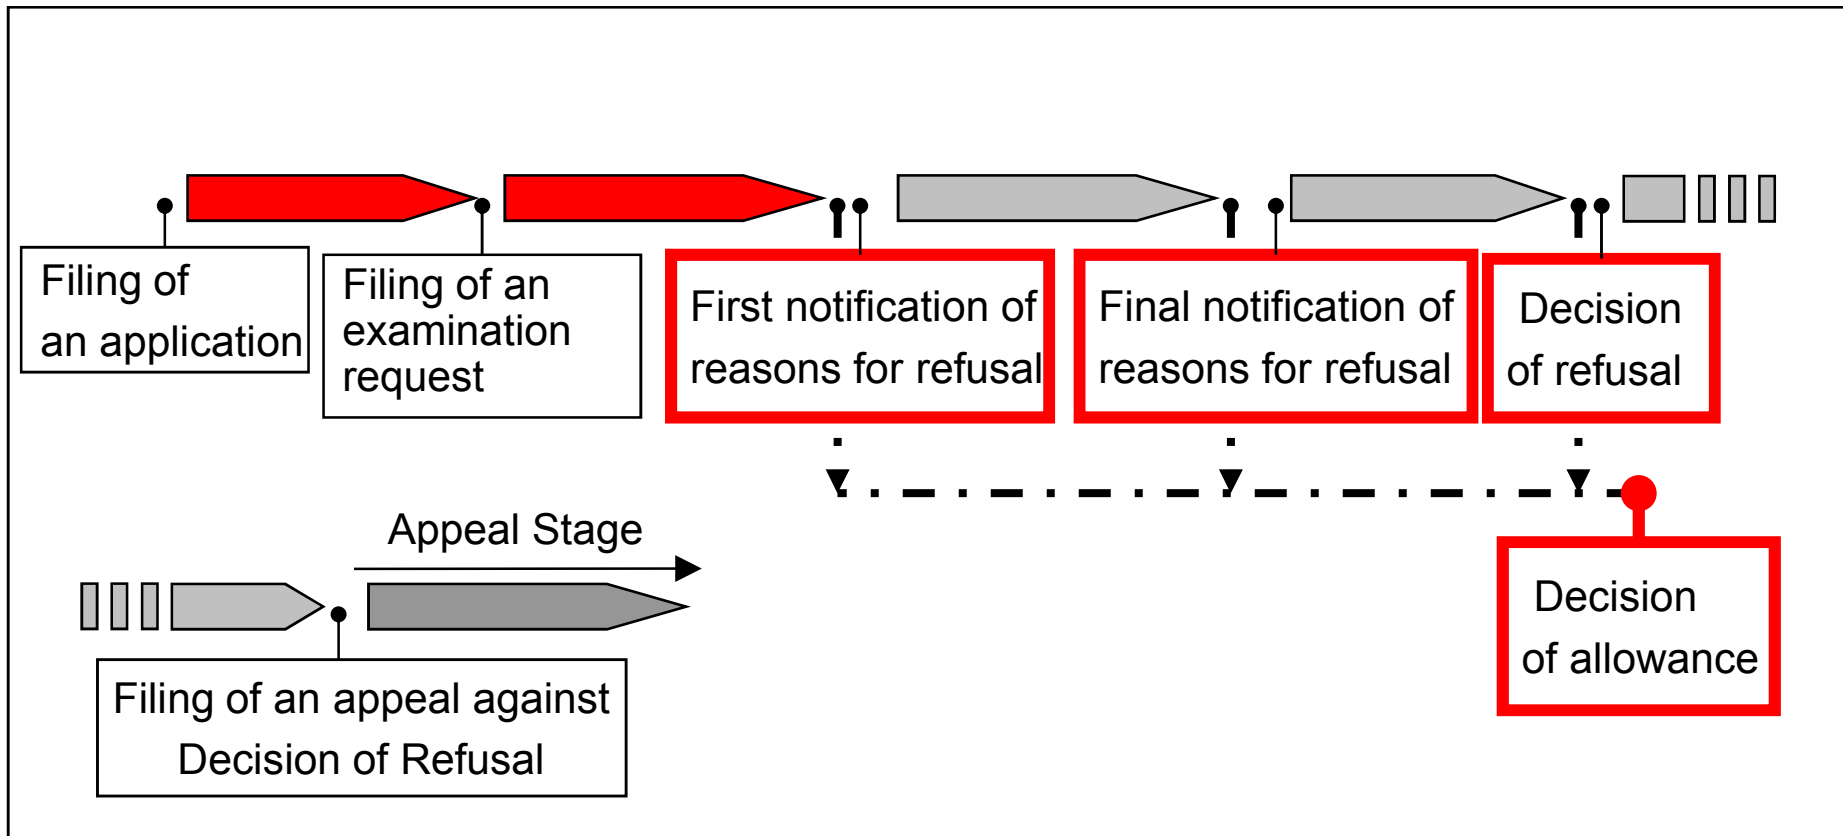 Filing of
an application
Filing of an
examination
request
First notification of
reasons for refusal
Final notification of
reasons for refusal
Decision
of refusal
Appeal Stage
Decision
of allowance
Filing of an appeal against
Decision of Refusal